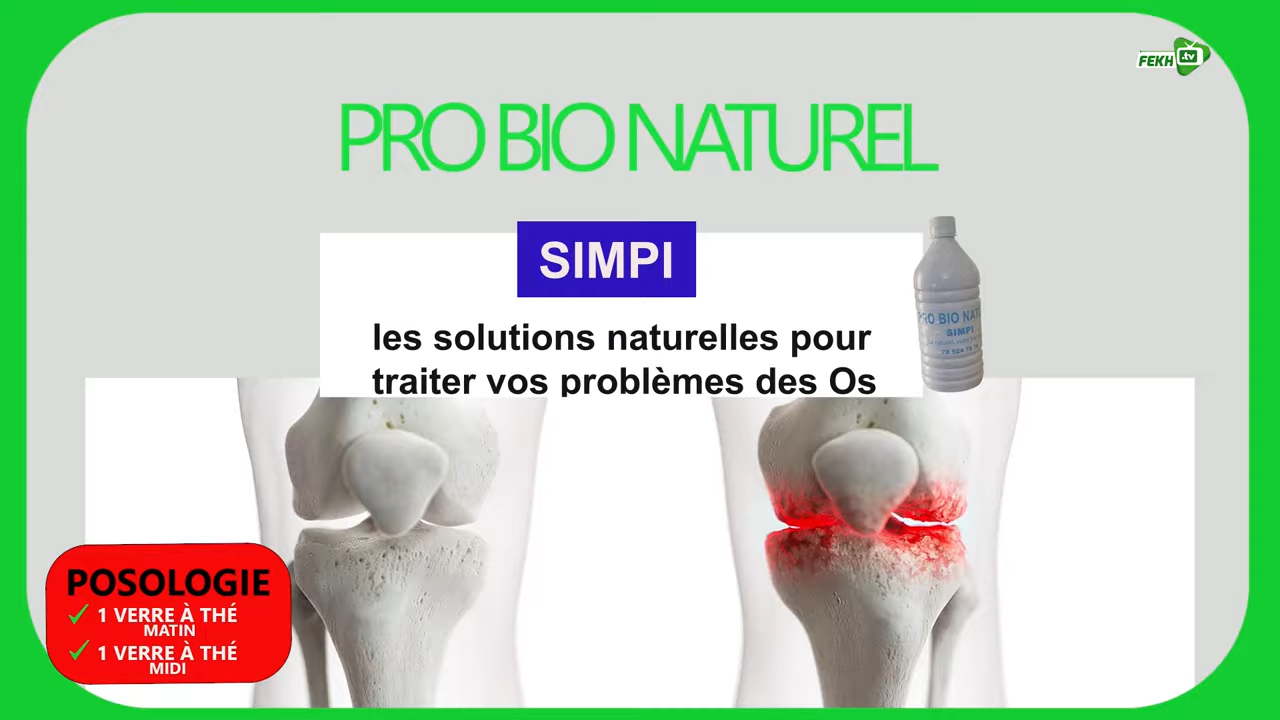 FEKH .tv
PRO BIO NATUREL
SIMPI
les solutions naturelles pour
traiter vos problèmes des Os
PRO BIO NAT
SIMPI
POSOLOGIE
1 VERRE À THÉ
MATIN
1 VERRE À THÉ
MIDI